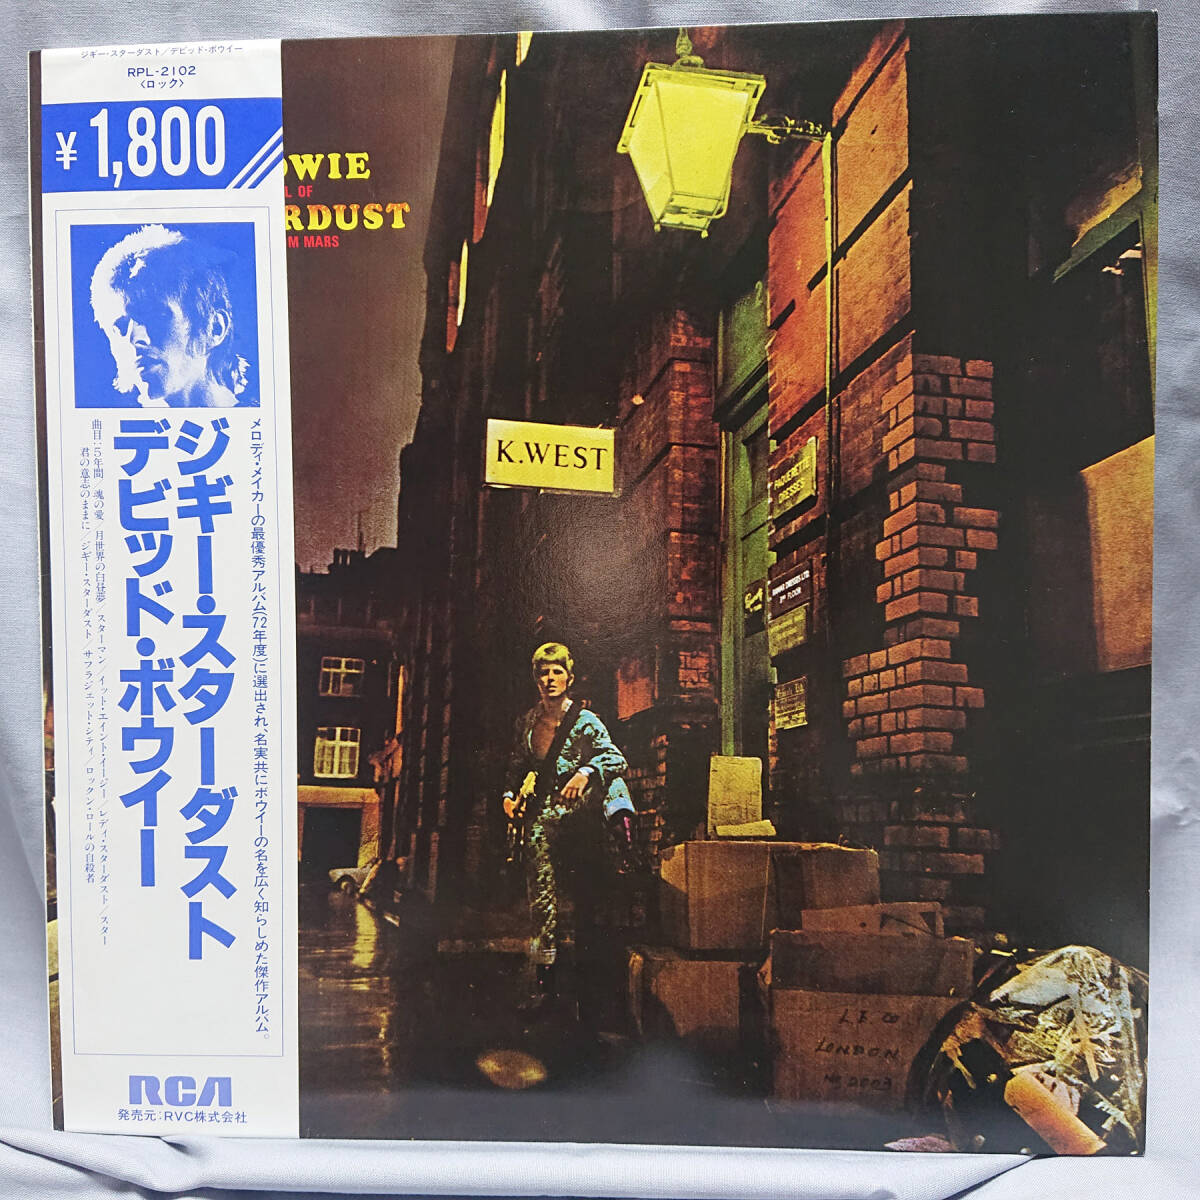 ジギー・スターダスト/デビッド・ボウイー
RPL-2102
〈ロック〉
¥1,800
ジギー・スターダスト
デビッド・ボウイー
メロディ・メイカーの最優秀アルバム(72年度)に選出され、名実共にボウイーの名を広く知らしめた傑作アルバム。
曲目:5年間/魂の愛/月世界の白昼夢/スターマン/イット・エイント・イージー/レディ・スターダスト/スター
君の意志のままに/ジギー・スターダスト/サフラジェット・シティ/ロックン・ロールの自殺者
RCA
発売元:RVC株式会社
OWIE
L OF
RDUST
M MARS
K.WEST
PAQUERETTE
DRESSES
DRESSES LTD.
2ND FLOOR
L I CO
LONDON
No 2003